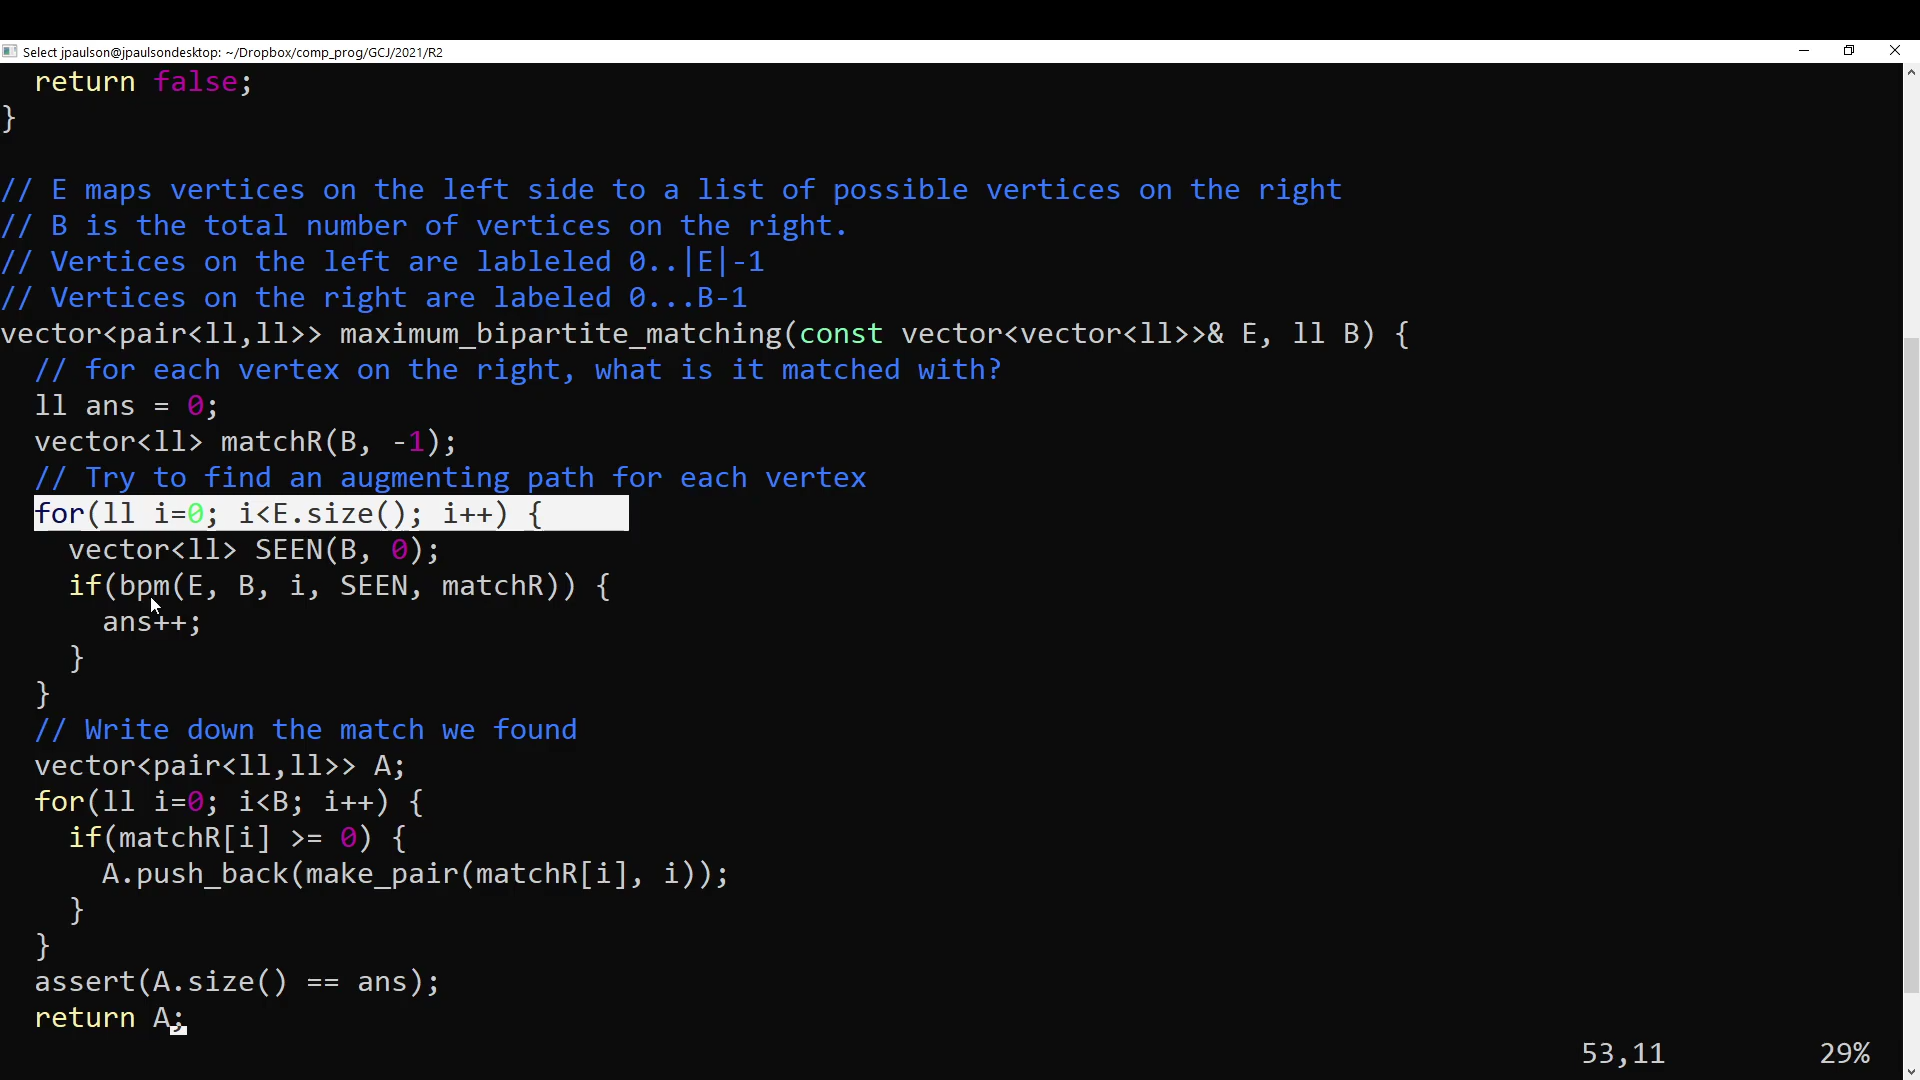 Select jpaulson@jpaulsondesktop: ~/Dropbox/comp_prog/GCJ/2021/R2
  return false;
}

// E maps vertices on the left side to a list of possible vertices on the right
// B is the total number of vertices on the right.
// Vertices on the left are lableled 0..|E|-1
// Vertices on the right are labeled 0...B-1
vector<pair<ll,ll>> maximum_bipartite_matching(const vector<vector<ll>>& E, ll B) {
  // for each vertex on the right, what is it matched with?
  ll ans = 0;
  vector<ll> matchR(B, -1);
  // Try to find an augmenting path for each vertex
  for(ll i=0; i<E.size(); i++) {
    vector<ll> SEEN(B, 0);
    if(bpm(E, B, i, SEEN, matchR)) {
      ans++;
    }
  }
  // Write down the match we found
  vector<pair<ll,ll>> A;
  for(ll i=0; i<B; i++) {
    if(matchR[i] >= 0) {
      A.push_back(make_pair(matchR[i], i));
    }
  }
  assert(A.size() == ans);
  return A;
53,11 29%